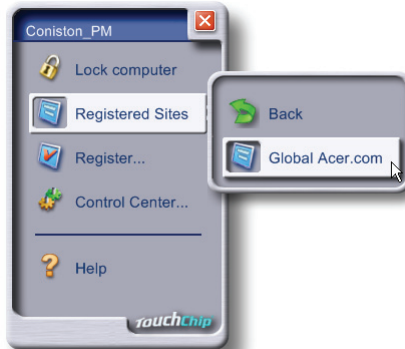 Coniston_PM
Lock computer
Registered Sites
Back
Register...
Global Acer.com
Control Center...
Help
TouchChip